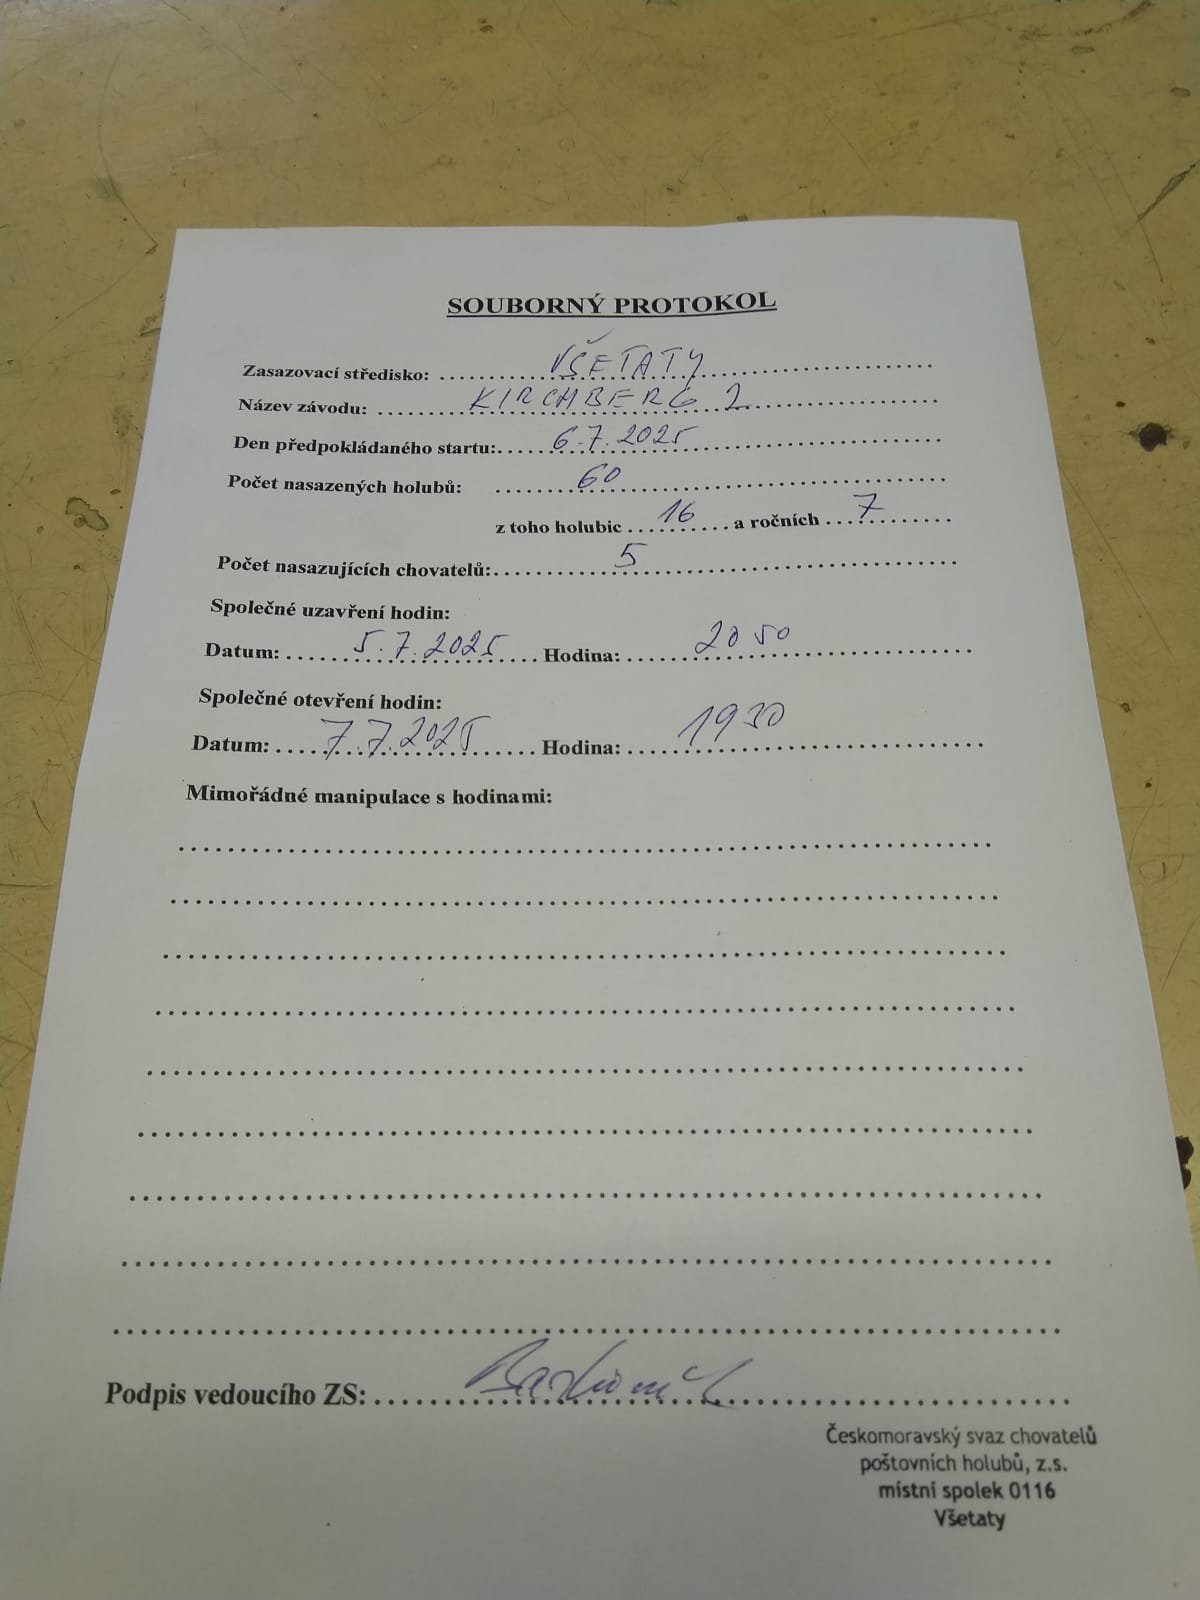 SOUBORNÝ PROTOKOL
Zasazovací středisko: VŠETATY
Název závodu: KIRCHBERG 2
Den předpokládaného startu: 6.7.2025
Počet nasazených holubů: 60
z toho holubic 16 a ročních 7
Počet nasazujících chovatelů: 5
Společné uzavření hodin:
Datum: 5.7.2025 Hodina: 20 50
Společné otevření hodin:
Datum: 7.7.2025 Hodina: 19 30
Mimořádné manipulace s hodinami:
Podpis vedoucího ZS:
Českomoravský svaz chovatelů
poštovních holubů, z.s.
místní spolek 0116
Všetaty